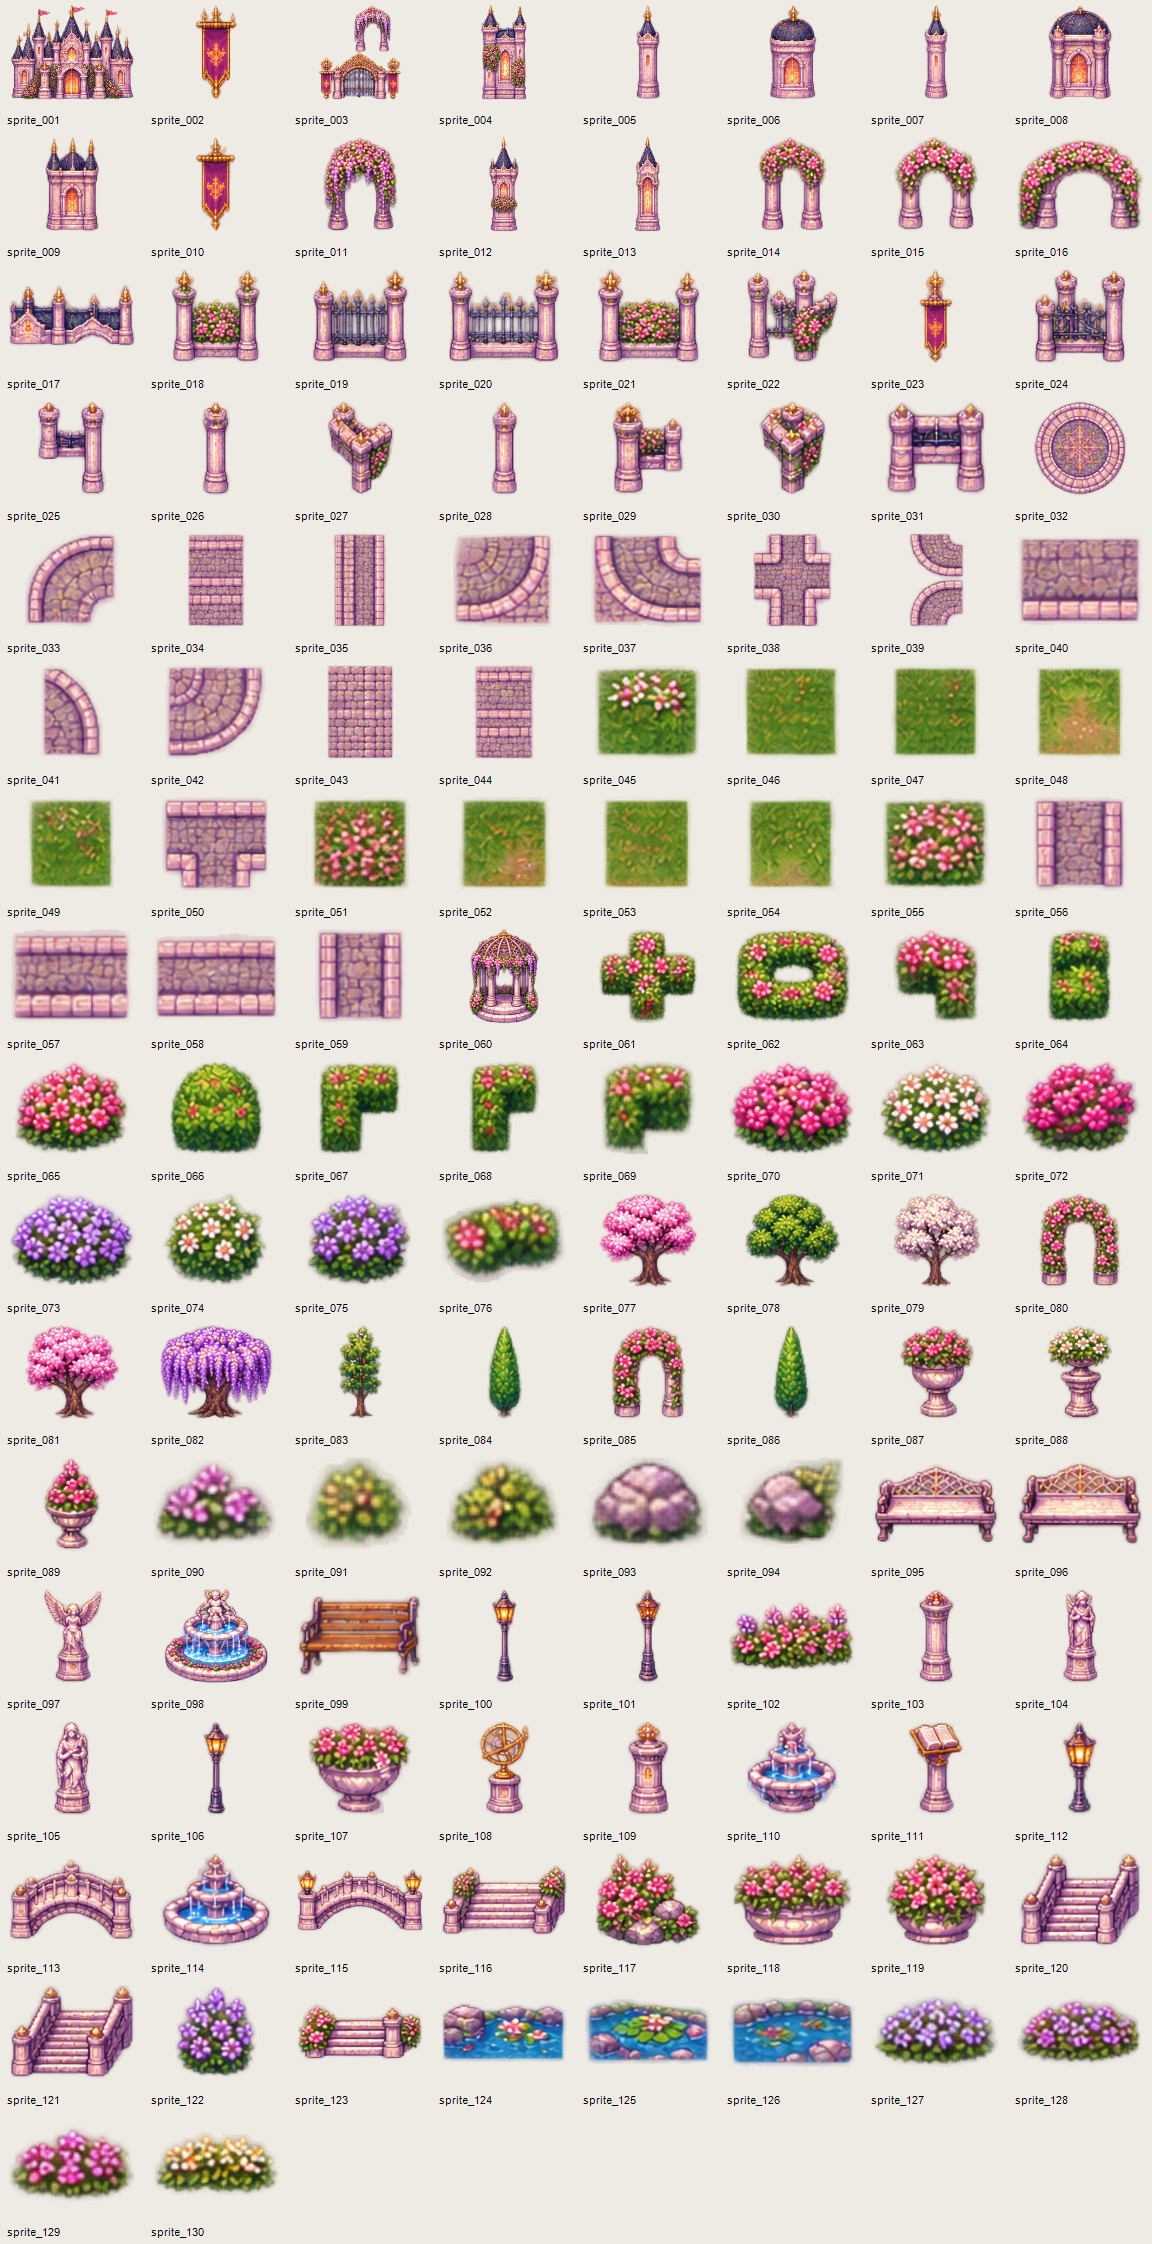 sprite_001 sprite_002 sprite_003 sprite_004 sprite_005 sprite_006 sprite_007 sprite_008
sprite_009 sprite_010 sprite_011 sprite_012 sprite_013 sprite_014 sprite_015 sprite_016
sprite_017 sprite_018 sprite_019 sprite_020 sprite_021 sprite_022 sprite_023 sprite_024
sprite_025 sprite_026 sprite_027 sprite_028 sprite_029 sprite_030 sprite_031 sprite_032
sprite_033 sprite_034 sprite_035 sprite_036 sprite_037 sprite_038 sprite_039 sprite_040
sprite_041 sprite_042 sprite_043 sprite_044 sprite_045 sprite_046 sprite_047 sprite_048
sprite_049 sprite_050 sprite_051 sprite_052 sprite_053 sprite_054 sprite_055 sprite_056
sprite_057 sprite_058 sprite_059 sprite_060 sprite_061 sprite_062 sprite_063 sprite_064
sprite_065 sprite_066 sprite_067 sprite_068 sprite_069 sprite_070 sprite_071 sprite_072
sprite_073 sprite_074 sprite_075 sprite_076 sprite_077 sprite_078 sprite_079 sprite_080
sprite_081 sprite_082 sprite_083 sprite_084 sprite_085 sprite_086 sprite_087 sprite_088
sprite_089 sprite_090 sprite_091 sprite_092 sprite_093 sprite_094 sprite_095 sprite_096
sprite_097 sprite_098 sprite_099 sprite_100 sprite_101 sprite_102 sprite_103 sprite_104
sprite_105 sprite_106 sprite_107 sprite_108 sprite_109 sprite_110 sprite_111 sprite_112
sprite_113 sprite_114 sprite_115 sprite_116 sprite_117 sprite_118 sprite_119 sprite_120
sprite_121 sprite_122 sprite_123 sprite_124 sprite_125 sprite_126 sprite_127 sprite_128
sprite_129 sprite_130